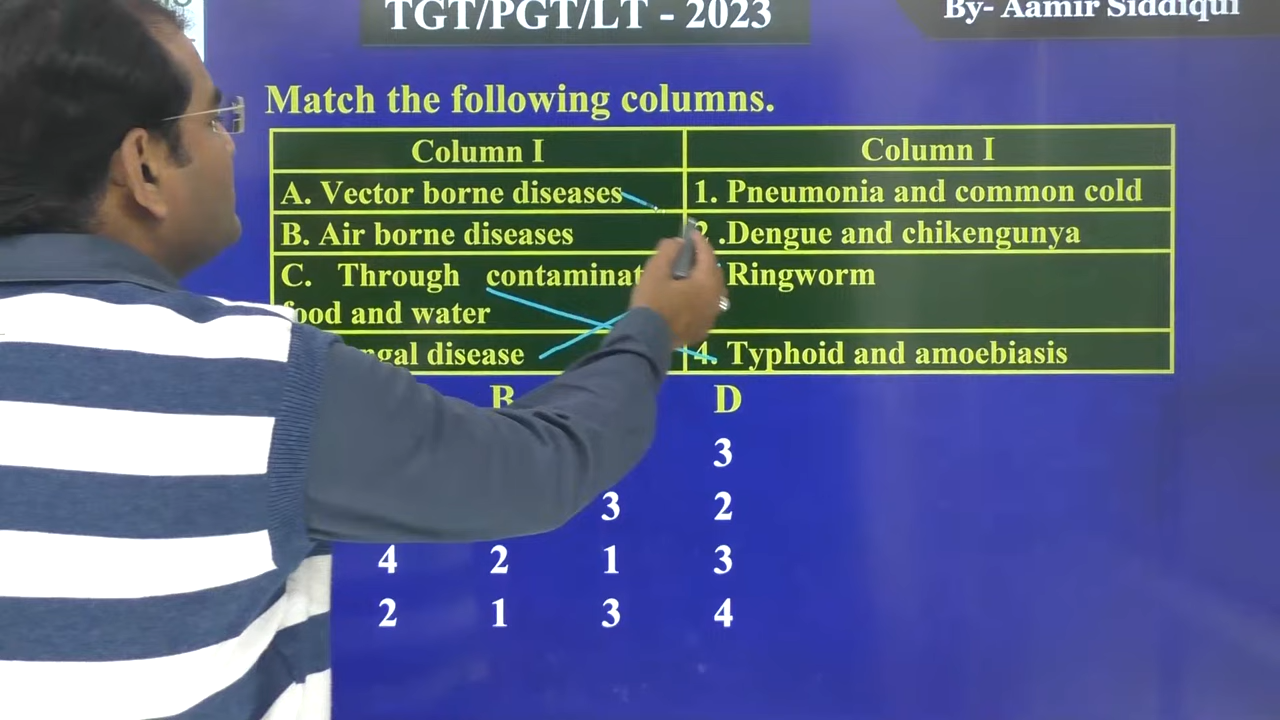 TGT/PGT/LT - 2023
By- Aamir Siddiqui
Match the following columns.
Column I
Column I
A. Vector borne diseases
1. Pneumonia and common cold
B. Air borne diseases
2 .Dengue and chikengunya
C. Through
Ringworm
food and water
disease
4. Typhoid and amoebiasis
B D
3
3 2
4 2 1 3
2 1 3 4